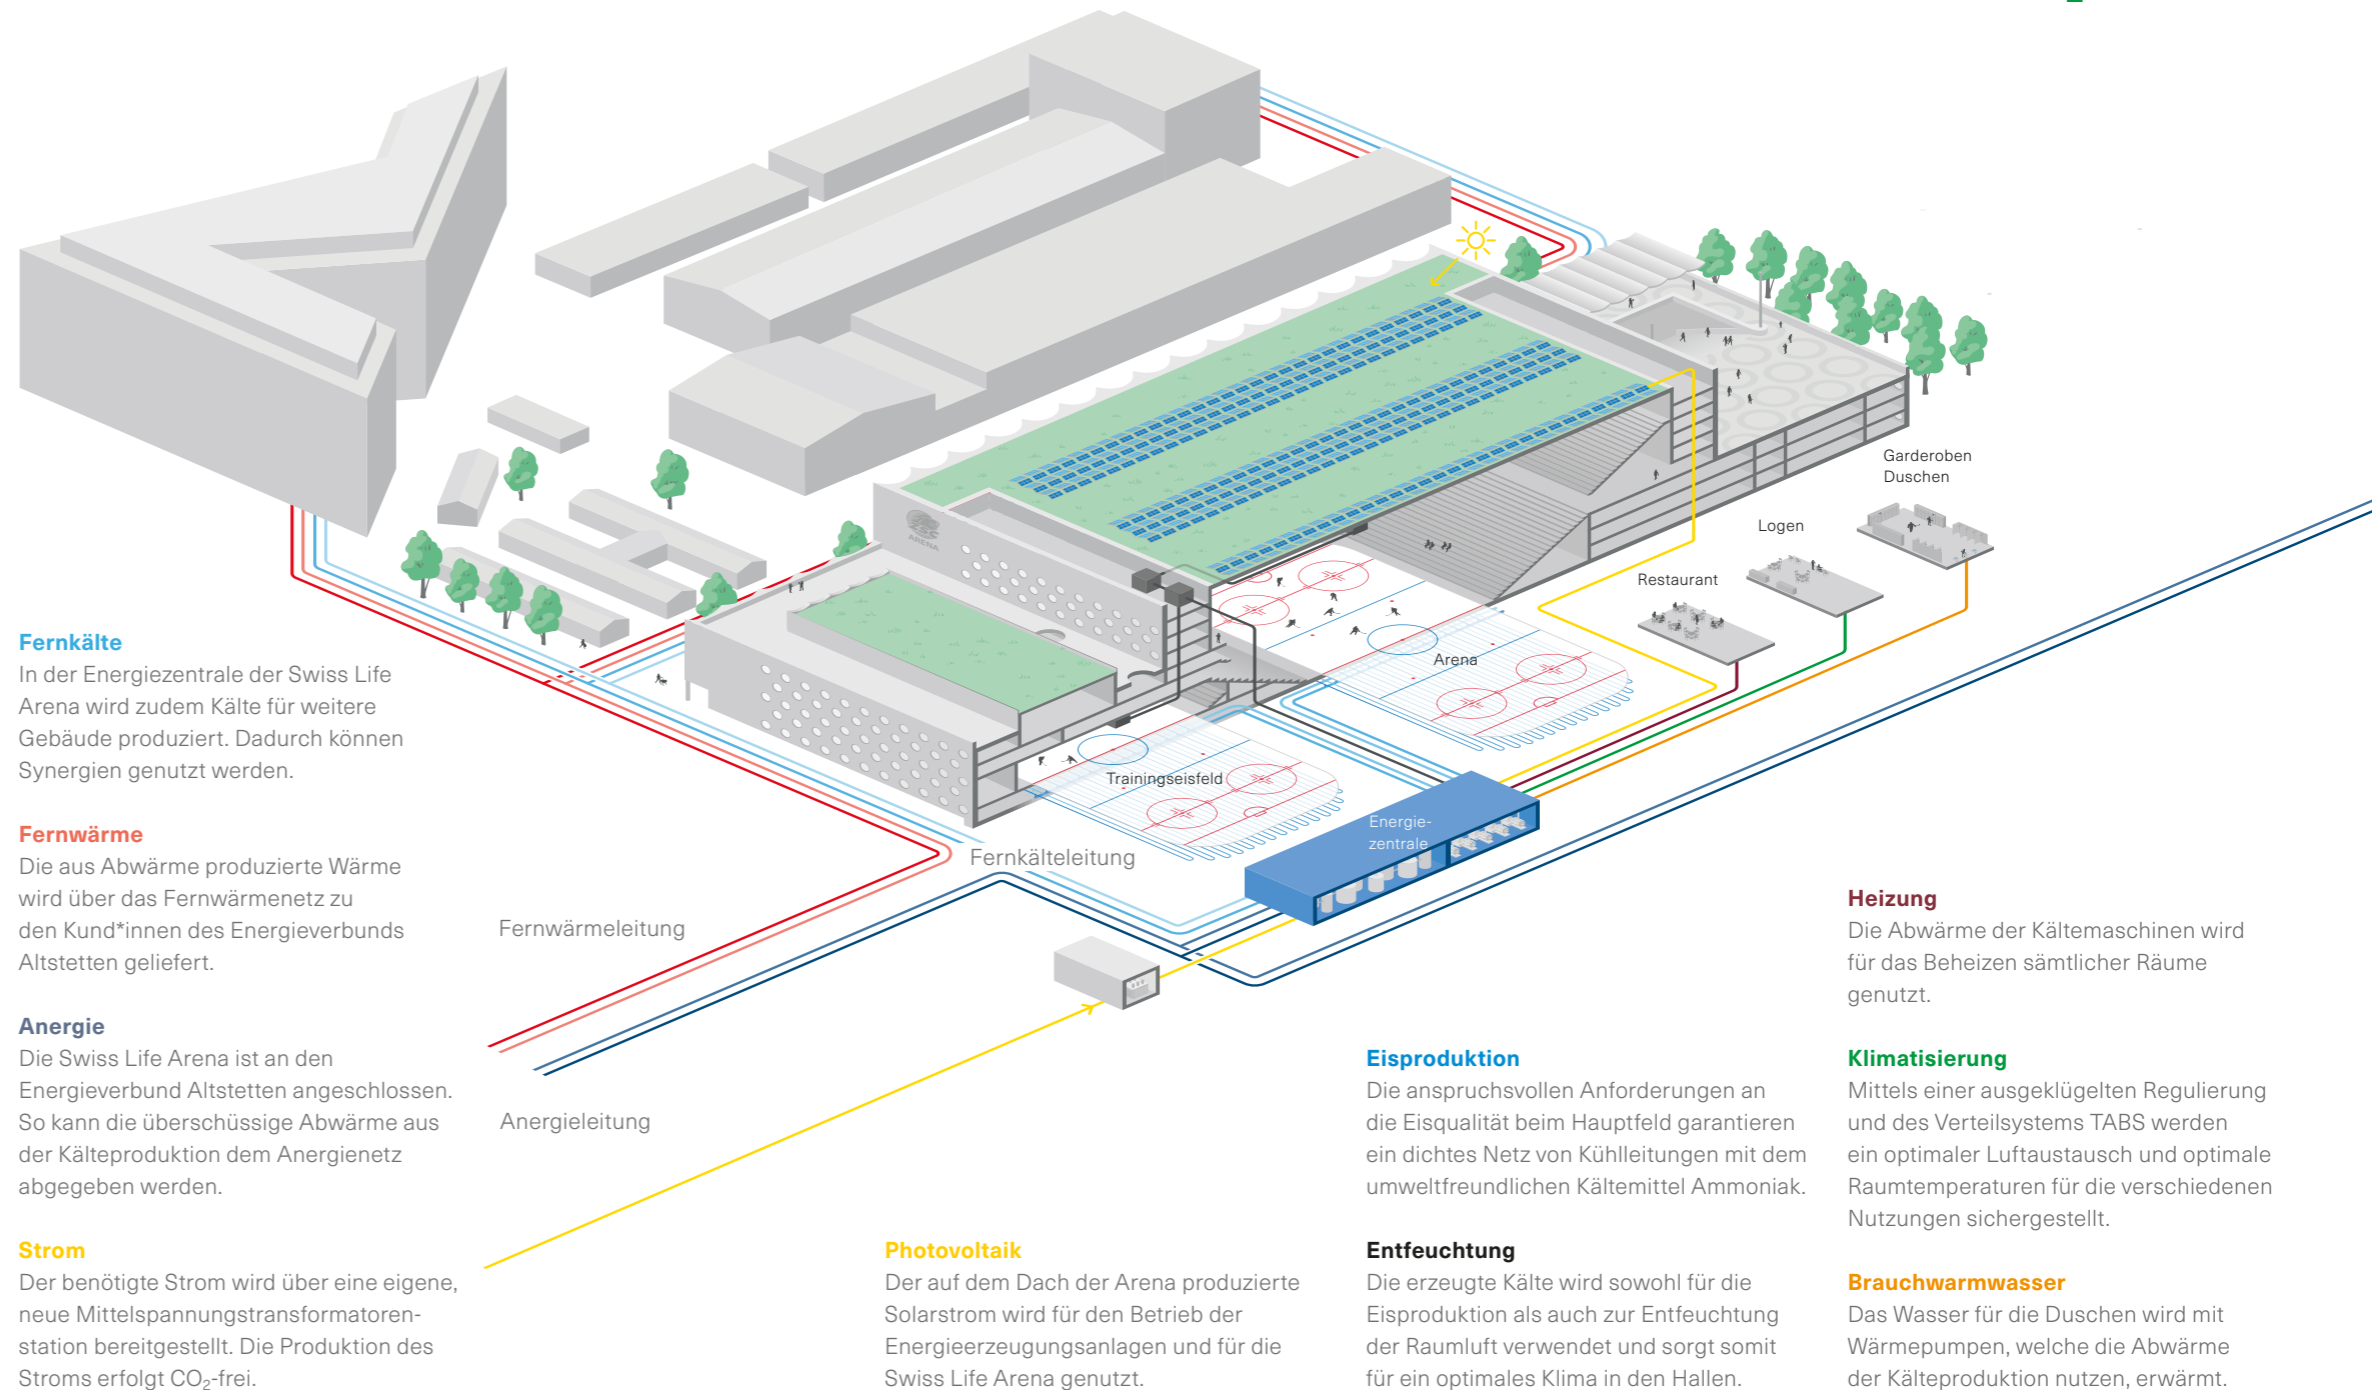 Garderoben
Duschen
Logen
Restaurant
ZSC
ARENA
Arena
Trainingseisfeld
Energie-
zentrale
Fernkälteleitung
Fernwärmeleitung
Anergieleitung
Fernkälte
In der Energiezentrale der Swiss Life
Arena wird zudem Kälte für weitere
Gebäude produziert. Dadurch können
Synergien genutzt werden.
Fernwärme
Die aus Abwärme produzierte Wärme
wird über das Fernwärmenetz zu
den Kund*innen des Energieverbunds
Altstetten geliefert.
Anergie
Die Swiss Life Arena ist an den
Energieverbund Altstetten angeschlossen.
So kann die überschüssige Abwärme aus
der Kälteproduktion dem Anergienetz
abgegeben werden.
Strom
Der benötigte Strom wird über eine eigene,
neue Mittelspannungstransformatoren-
station bereitgestellt. Die Produktion des
Stroms erfolgt CO₂-frei.
Photovoltaik
Der auf dem Dach der Arena produzierte
Solarstrom wird für den Betrieb der
Energieerzeugungsanlagen und für die
Swiss Life Arena genutzt.
Eisproduktion
Die anspruchsvollen Anforderungen an
die Eisqualität beim Hauptfeld garantieren
ein dichtes Netz von Kühlleitungen mit dem
umweltfreundlichen Kältemittel Ammoniak.
Entfeuchtung
Die erzeugte Kälte wird sowohl für die
Eisproduktion als auch zur Entfeuchtung
der Raumluft verwendet und sorgt somit
für ein optimales Klima in den Hallen.
Heizung
Die Abwärme der Kältemaschinen wird
für das Beheizen sämtlicher Räume
genutzt.
Klimatisierung
Mittels einer ausgeklügelten Regulierung
und des Verteilsystems TABS werden
ein optimaler Luftaustausch und optimale
Raumtemperaturen für die verschiedenen
Nutzungen sichergestellt.
Brauchwarmwasser
Das Wasser für die Duschen wird mit
Wärmepumpen, welche die Abwärme
der Kälteproduktion nutzen, erwärmt.